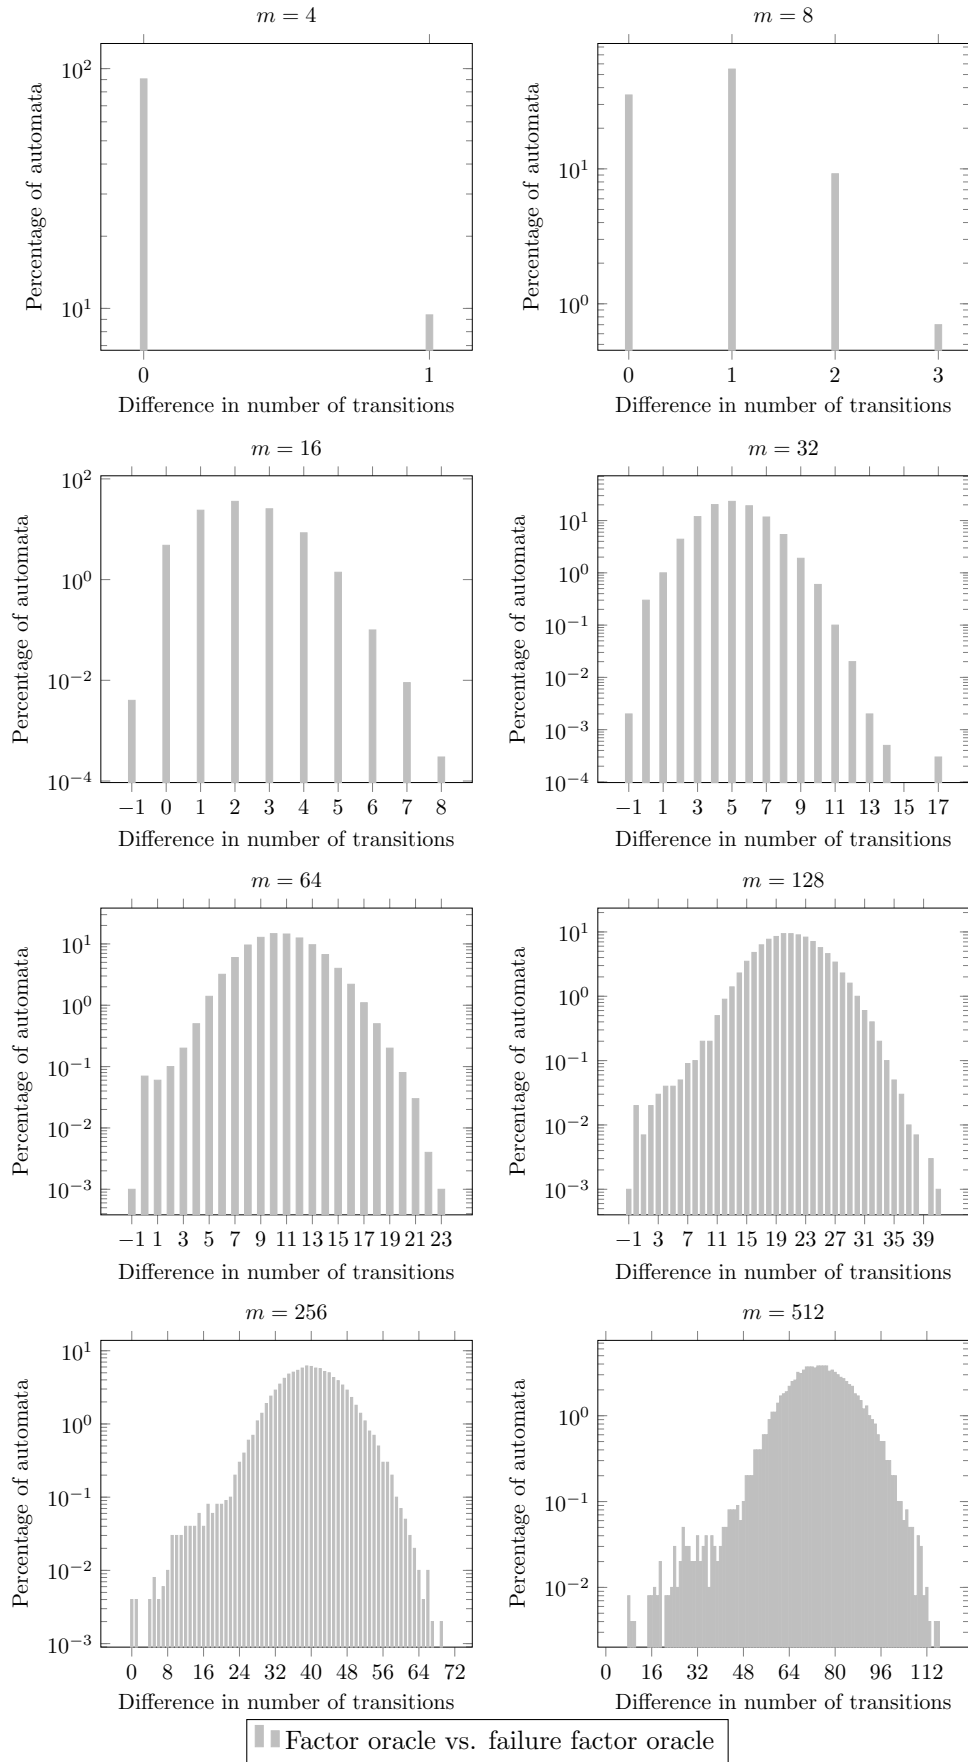 m = 4
Percentage of automata
10^2
10^1
0 1
Difference in number of transitions
m = 8
Percentage of automata
10^1
10^0
0 1 2 3
Difference in number of transitions
m = 16
Percentage of automata
10^2
10^0
10^−2
10^−4
−1 0 1 2 3 4 5 6 7 8
Difference in number of transitions
m = 32
Percentage of automata
10^1
10^0
10^−1
10^−2
10^−3
10^−4
−1 1 3 5 7 9 11 13 15 17
Difference in number of transitions
m = 64
Percentage of automata
10^1
10^0
10^−1
10^−2
10^−3
−1 1 3 5 7 9 11 13 15 17 19 21 23
Difference in number of transitions
m = 128
Percentage of automata
10^1
10^0
10^−1
10^−2
10^−3
−1 3 7 11 15 19 23 27 31 35 39
Difference in number of transitions
m = 256
Percentage of automata
10^1
10^0
10^−1
10^−2
10^−3
0 8 16 24 32 40 48 56 64 72
Difference in number of transitions
m = 512
Percentage of automata
10^0
10^−1
10^−2
0 16 32 48 64 80 96 112
Difference in number of transitions
Factor oracle vs. failure factor oracle